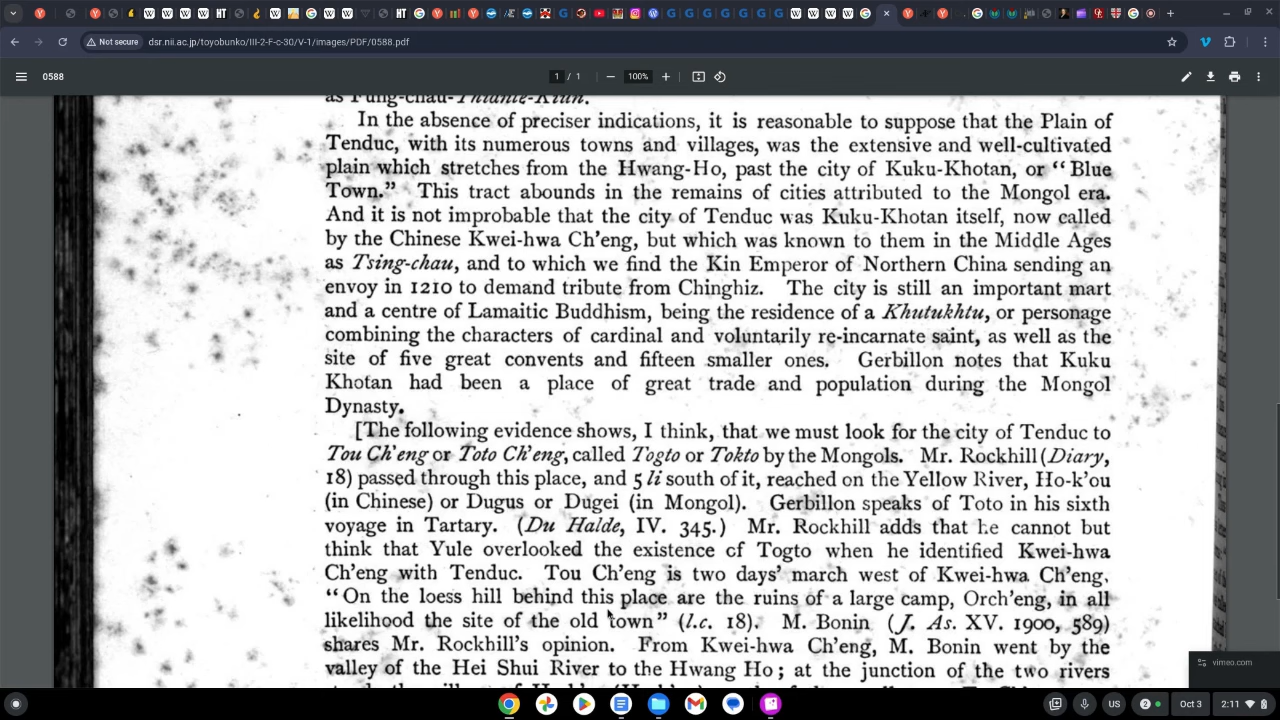 Not secure
dsr.nii.ac.jp/toyobunko/III-2-F-c-30/V-1/images/PDF/0588.pdf
0588
1 / 1
100%
as Fung-chau-Thianté-Kiun.
In the absence of preciser indications, it is reasonable to suppose that the Plain of
Tenduc, with its numerous towns and villages, was the extensive and well-cultivated
plain which stretches from the Hwang-Ho, past the city of Kuku-Khotan, or “Blue
Town.” This tract abounds in the remains of cities attributed to the Mongol era.
And it is not improbable that the city of Tenduc was Kuku-Khotan itself, now called
by the Chinese Kwei-hwa Ch'eng, but which was known to them in the Middle Ages
as Tsing-chau, and to which we find the Kin Emperor of Northern China sending an
envoy in 1210 to demand tribute from Chinghiz. The city is still an important mart
and a centre of Lamaitic Buddhism, being the residence of a Khutukhtu, or personage
combining the characters of cardinal and voluntarily re-incarnate saint, as well as the
site of five great convents and fifteen smaller ones. Gerbillon notes that Kuku
Khotan had been a place of great trade and population during the Mongol
Dynasty.
[The following evidence shows, I think, that we must look for the city of Tenduc to
Tou Ch'eng or Toto Ch'eng, called Togto or Tokto by the Mongols. Mr. Rockhill (Diary,
18) passed through this place, and 5 li south of it, reached on the Yellow River, Ho-k'ou
(in Chinese) or Dugus or Dugei (in Mongol). Gerbillon speaks of Toto in his sixth
voyage in Tartary. (Du Halde, IV. 345.) Mr. Rockhill adds that he cannot but
think that Yule overlooked the existence of Togto when he identified Kwei-hwa
Ch'eng with Tenduc. Tou Ch'eng is two days' march west of Kwei-hwa Ch'eng,
“On the loess hill behind this place are the ruins of a large camp, Orch'eng, in all
likelihood the site of the old town” (l.c. 18). M. Bonin (J. As. XV. 1900, 589)
shares Mr. Rockhill's opinion. From Kwei-hwa Ch'eng, M. Bonin went by the
valley of the Hei Shui River to the Hwang Ho; at the junction of the two rivers
vimeo.com
US
2
Oct 3
2:11